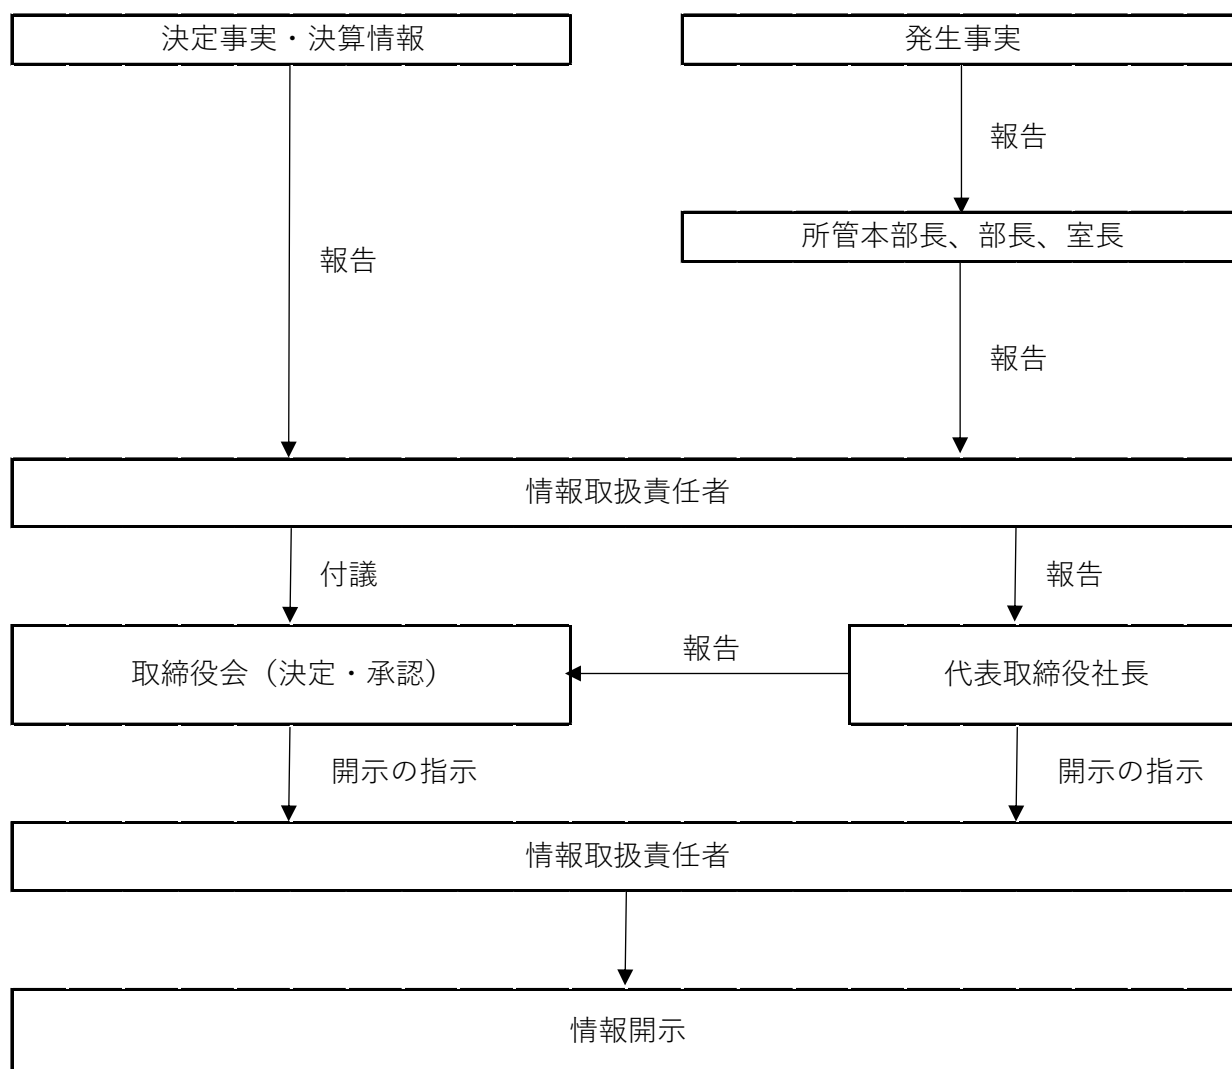 決定事実・決算情報
発生事実
報告
所管本部長、部長、室長
報告
報告
情報取扱責任者
付議
報告
報告
取締役会（決定・承認）
代表取締役社長
開示の指示
開示の指示
情報取扱責任者
情報開示